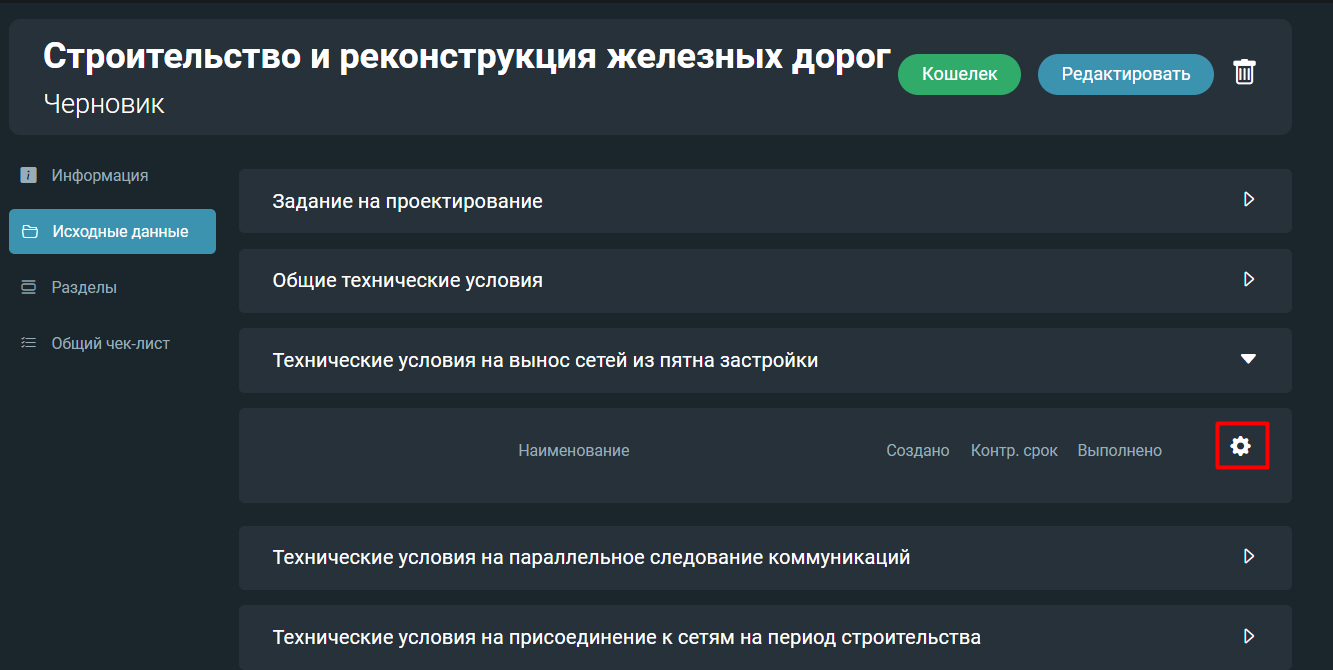 Строительство и реконструкция железных дорог
Черновик
Кошелек
Редактировать
Информация
Исходные данные
Разделы
Общий чек-лист
Задание на проектирование
Общие технические условия
Технические условия на вынос сетей из пятна застройки
Наименование Создано Контр. срок Выполнено
Технические условия на параллельное следование коммуникаций
Технические условия на присоединение к сетям на период строительства